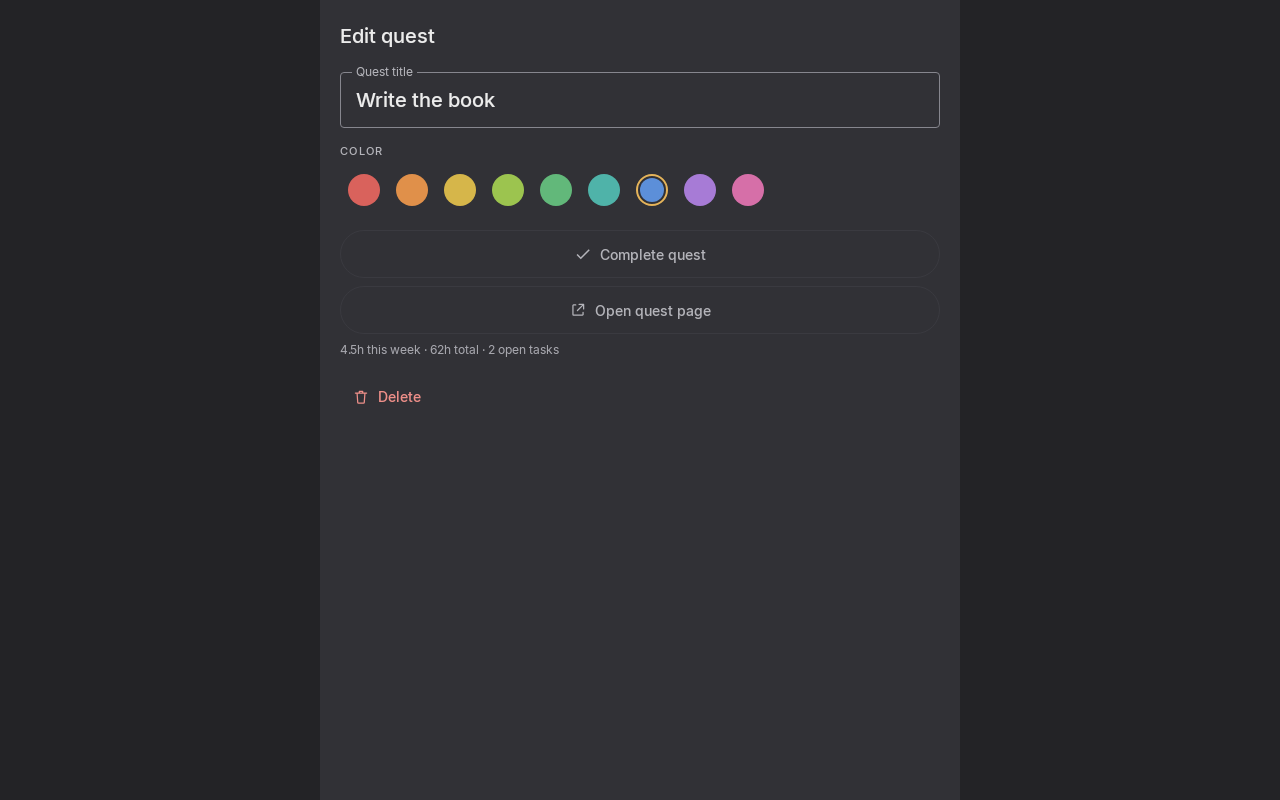 Edit quest
Quest title
Write the book
COLOR
Complete quest
Open quest page
4.5h this week · 62h total · 2 open tasks
Delete